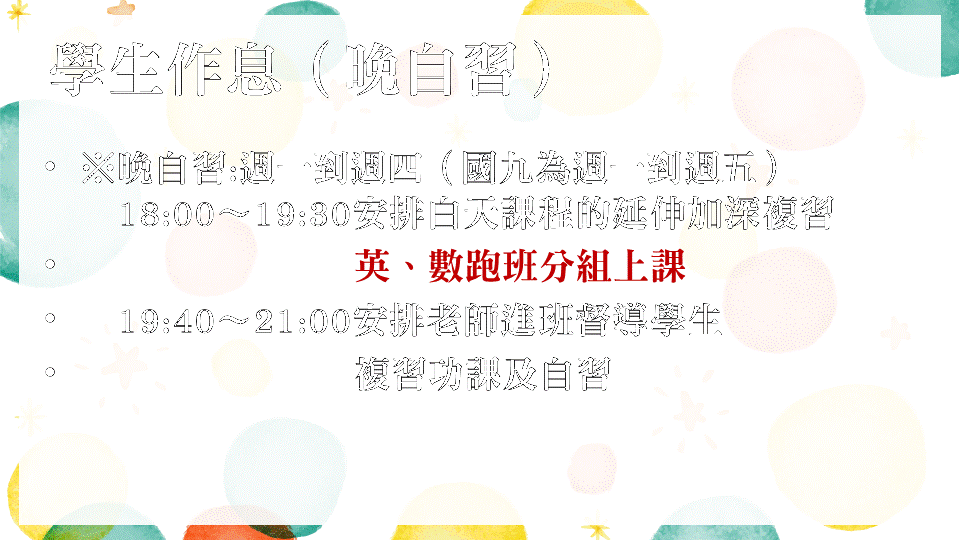 學生作息（晚自習）
• ※晚自習:週一到週四（國九為週一到週五）
18:00～19:30安排白天課程的延伸加深複習
• 英、數跑班分組上課
• 19:40～21:00安排老師進班督導學生
• 複習功課及自習